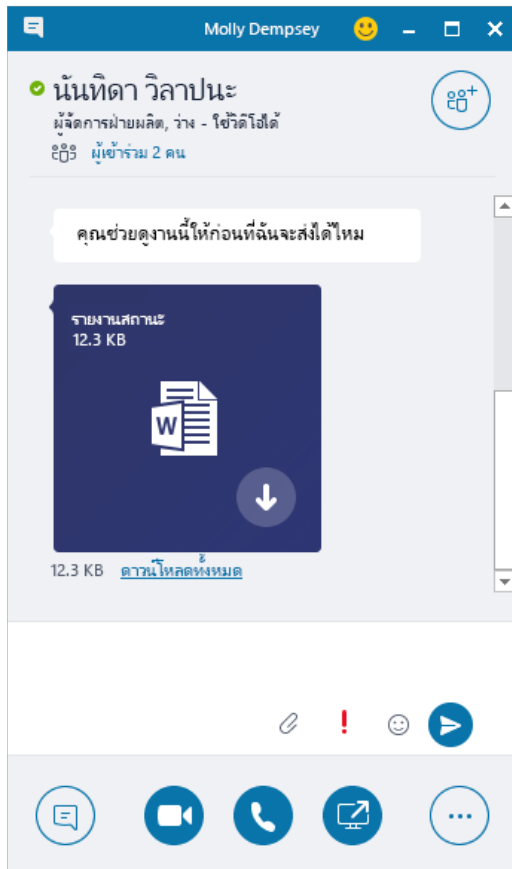 Molly Dempsey
นันทิดา วิลาปนะ
ผู้จัดการฝ่ายผลิต, ว่าง - ใช้วิดีโอได้
ผู้เข้าร่วม 2 คน
คุณช่วยดูงานนี้ให้ก่อนที่ฉันจะส่งได้ไหม
รายงานสถานะ
12.3 KB
W
12.3 KB ดาวน์โหลดทั้งหมด